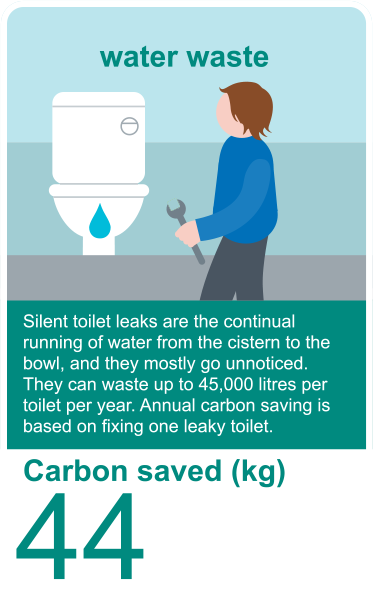 water waste
Silent toilet leaks are the continual
running of water from the cistern to the
bowl, and they mostly go unnoticed.
They can waste up to 45,000 litres per
toilet per year. Annual carbon saving is
based on fixing one leaky toilet.
Carbon saved (kg)
44